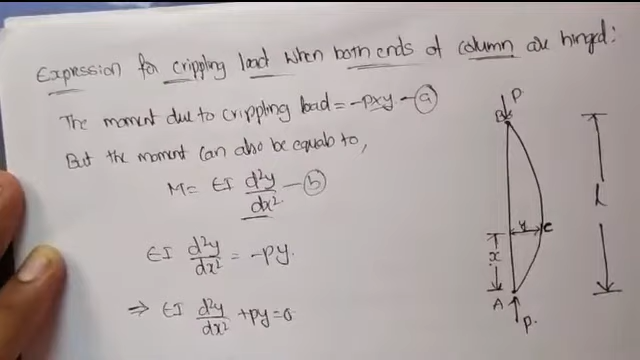 Expression for crippling load when both ends of column are hinged:
The moment due to crippling load = -P×y - ⓐ
But the moment can also be equals to,
M = EI d²y/dx² - ⓑ
EI d²y/dx² = -Py.
⇒ EI d²y/dx² + Py = 0
P
B
y
C
x
A
P.
L